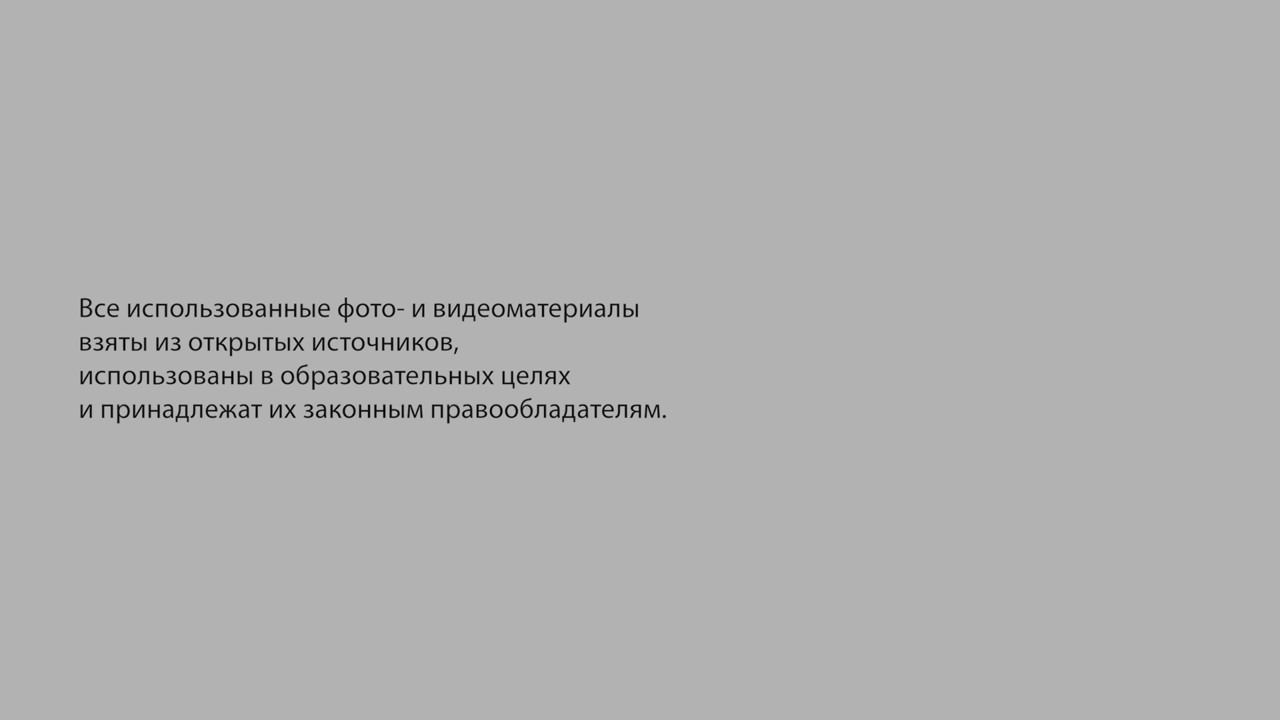 Все использованные фото- и видеоматериалы
взяты из открытых источников,
использованы в образовательных целях
и принадлежат их законным правообладателям.